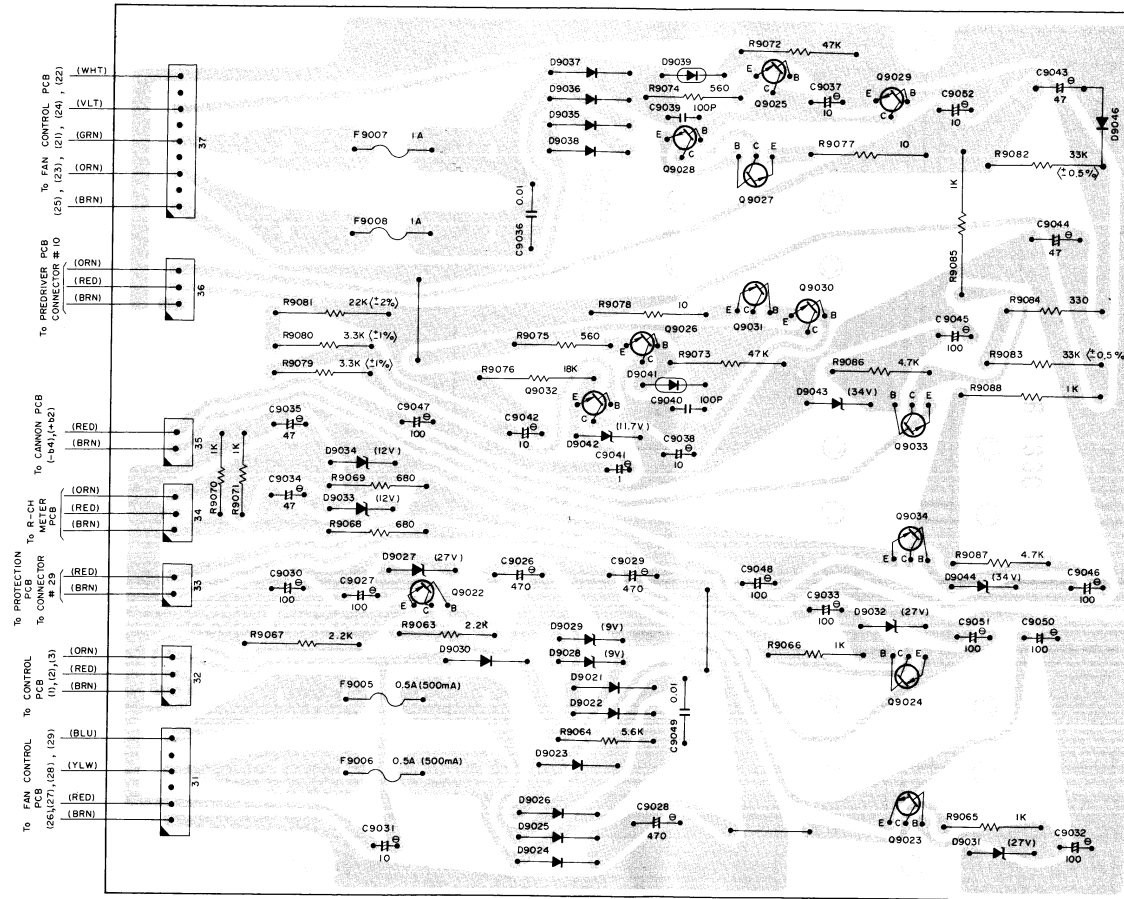 To FAN CONTROL PCB
(25), (23), (21), (24), (22)
(WHT)
(VLT)
(GRN)
(ORN)
(BRN)
37
To PREDRIVER PCB
CONNECTOR #10
(ORN)
(RED)
(BRN)
36
To CANNON PCB
(-b4),(+b2)
(RED)
(BRN)
35
To R-CH
METER
PCB
(ORN)
(RED)
(BRN)
34
To PROTECTION
PCB
CONNECTOR
#29
(RED)
(BRN)
33
To CONTROL
PCB
(1),(2),(3)
(ORN)
(RED)
(BRN)
32
To FAN CONTROL
PCB
(26),(27),(28),(29)
(BLU)
(YLW)
(RED)
(BRN)
31
F9007 1A
F9008 1A
D9037
D9036
D9035
D9038
C9036 0.01
R9072 47K
D9039
R9074 560
C9039 100P
E B
C
Q9028
E B
C
Q9025
C9037
10
Q9029
E B
C
C9052
10
C9043
47
D9046
R9077 10
B C E
Q9027
R9082 33K
(±0.5%)
1K
R9085
C9044
47
R9081 22K(±2%)
R9080 3.3K (±1%)
R9079 3.3K (±1%)
R9078 10
R9075 560
Q9026
E B
C
R9076 18K
Q9032
E B
C
R9073 47K
D9041
C9040 100P
E C B
Q9031
Q9030
E B
C
R9084 330
C9045
100
R9083 33K (±0.5%
R9086 4.7K
D9043 (34V)
B C E
Q9033
R9088 1K
C9035
47
C9047
100
C9042
10
D9042 (11.7V)
C9041
1
C9038
10
R9070 1K
R9071 1K
C9034
47
D9034 (12V)
R9069 680
D9033 (12V)
R9068 680
Q9034
E C B
R9087 4.7K
D9044 (34V)
C9046
100
C9030
100
C9027
100
D9027 (27V)
Q9022
E C B
C9026
470
C9029
470
C9048
100
C9033
100
D9032 (27V)
C9051
100
C9050
100
R9067 2.2K
R9063 2.2K
D9030
D9029 (9V)
D9028 (9V)
D9021
D9022
R9064 5.6K
D9023
C9049 0.01
R9066 1K
B C E
Q9024
F9005 0.5A (500mA)
F9006 0.5A (500mA)
C9031
10
D9026
D9025
D9024
C9028
470
E C B
Q9023
R9065 1K
D9031 (27V)
C9032
100